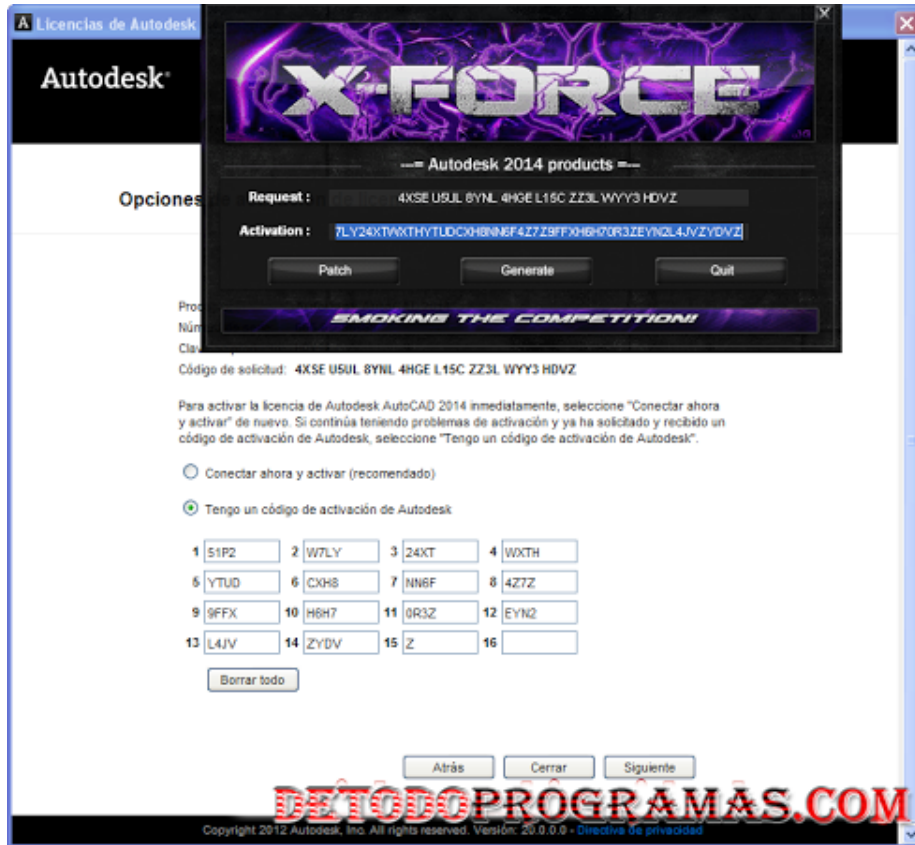 Licencias de Autodesk
Autodesk
X-FORCE
---= Autodesk 2014 products =---
Opciones
Request : 4XSE U5UL 8YNL 4HGE L15C ZZ3L WYY3 HDVZ
Activation : 7LY24XTWXTHYTUDCXH8NN6F4Z7Z9FFXH6H70R3ZEYN2L4JVZYDVZ
Patch Generate Quit
SMOKING THE COMPETITION!
Código de solicitud: 4XSE U5UL 8YNL 4HGE L15C ZZ3L WYY3 HDVZ
Para activar la licencia de Autodesk AutoCAD 2014 inmediatamente, seleccione "Conectar ahora
y activar" de nuevo. Si continúa teniendo problemas de activación y ya ha solicitado y recibido un
código de activación de Autodesk, seleccione "Tengo un código de activación de Autodesk".
Conectar ahora y activar (recomendado)
Tengo un código de activación de Autodesk
1 51P2 2 W7LY 3 24XT 4 WXTH
5 YTUD 6 CXH8 7 NN6F 8 4Z7Z
9 9FFX 10 H6H7 11 0R3Z 12 EYN2
13 L4JV 14 ZYDV 15 Z 16
Borrar todo
Atrás Cerrar Siguiente
DETODOPROGRAMAS.COM
Copyright 2012 Autodesk, Inc. All rights reserved. Versión: 20.0.0.0 - Directiva de privacidad